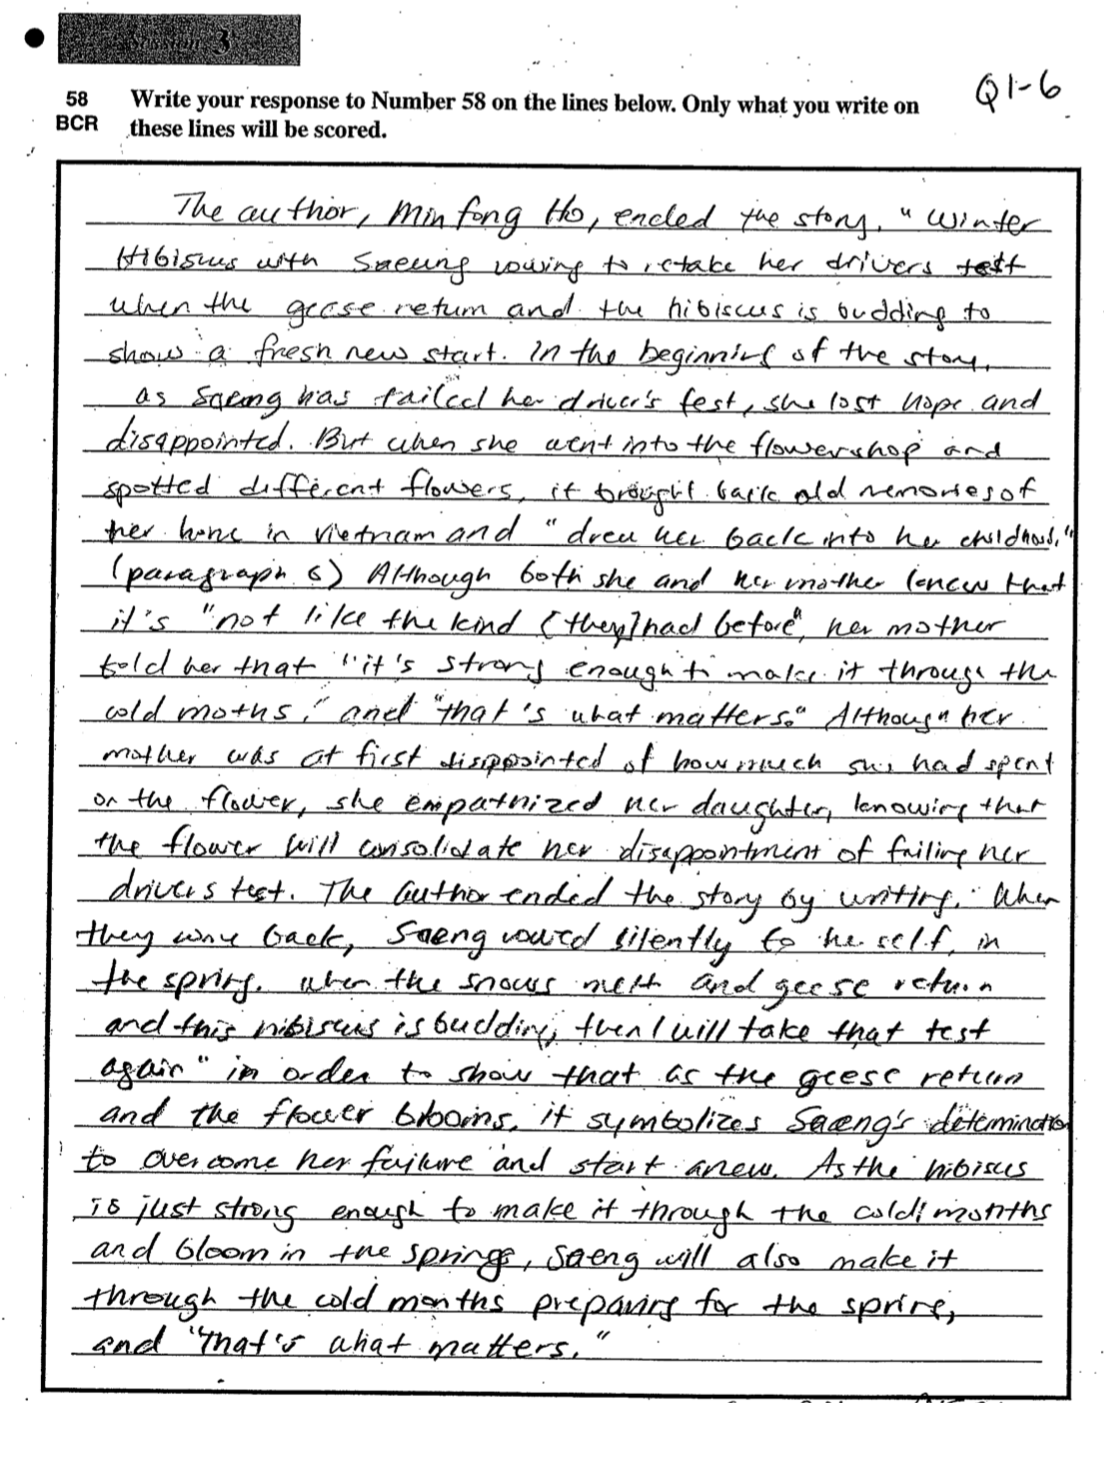 Session 3
Q1-6
58 Write your response to Number 58 on the lines below. Only what you write on
BCR these lines will be scored.
The author, Minfong Ho, ended the story, "Winter
Hibiscus with Saeung vowing to retake her drivers test
when the geese return and the hibiscus is budding to
show a fresh new start. In the beginning of the story,
as Saeng has failed her driver's test, she lost hope and
disappointed. But when she went into the flowershop and
spotted different flowers, it brought back old memories of
her home in Vietnam and "drew her back into her childhood,"
(paragraph 6) Although both she and her mother knew that
it's "not like the kind [they] had before", her mother
told her that "it's strong enough to make it through the
cold moths," and "that's what matters." Although her
mother was at first disappointed of how much she had spent
on the flower, she empathized her daughter, knowing that
the flower will consolidate her disappointment of failing her
drivers test. The author ended the story by writing, "When
they come back, Saeng vowed silently to herself, in
the spring, when the snows melt and geese return
and this hibiscus is budding, then I will take that test
again" in order to show that as the geese return
and the flower blooms, it symbolizes Saeng's determination
to overcome her failure and start anew. As the hibiscus
is just strong enough to make it through the cold months
and bloom in the spring, Saeng will also make it
through the cold months preparing for the spring,
and "That's what matters."